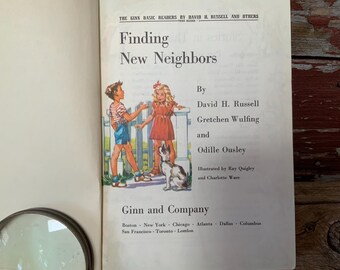 THE GINN BASIC READERS BY DAVID H. RUSSELL AND OTHERS
Finding
New Neighbors
By
David H. Russell
Gretchen Wulfing
and
Odille Ousley
Illustrated by Ray Quigley
and Charlotte Ware
Ginn and Company
Boston · New York · Chicago · Atlanta · Dallas · Columbus
San Francisco · Toronto · London